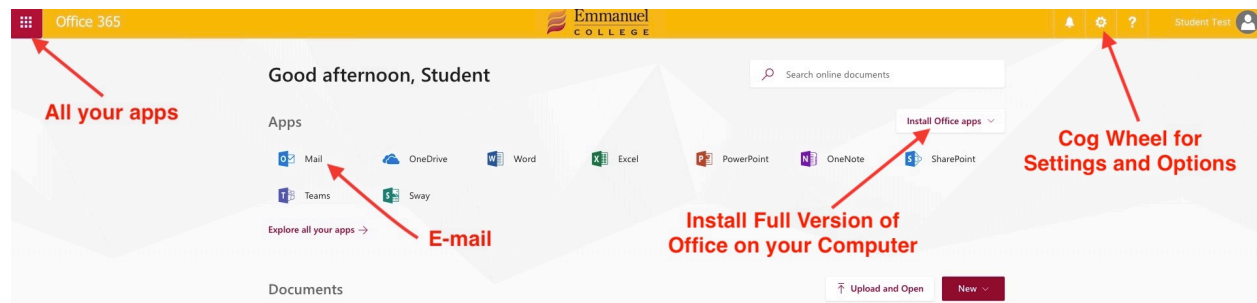 Office 365
Emmanuel
COLLEGE
?
Student Test
Good afternoon, Student
Search online documents
All your apps
Apps
Install Office apps
Cog Wheel for
Settings and Options
Mail
OneDrive
Word
Excel
PowerPoint
OneNote
SharePoint
Teams
Sway
Explore all your apps →
E-mail
Install Full Version of
Office on your Computer
Documents
Upload and Open
New